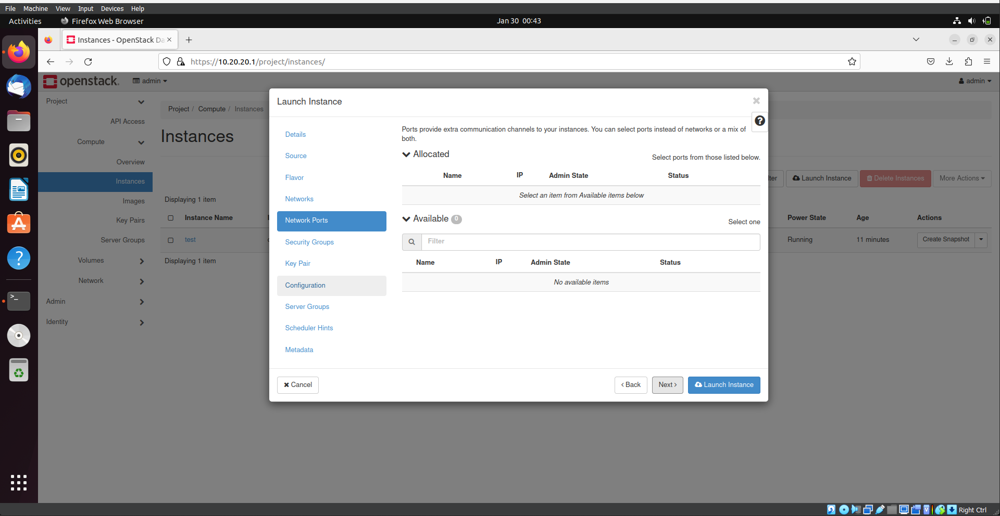 File Machine View Input Devices Help
Activities Firefox Web Browser Jan 30 00:43
Instances - OpenStack Da
https://10.20.20.1/project/instances/
openstack. admin admin
Project
API Access
Compute
Overview
Instances
Images
Key Pairs
Server Groups
Volumes
Network
Admin
Identity
Project / Compute / Instances
Instances
Launch Instance Delete Instances More Actions
Displaying 1 item
Instance Name Power State Age Actions
test Running 11 minutes Create Snapshot
Displaying 1 item
Launch Instance
Details
Source
Flavor
Networks
Network Ports
Security Groups
Key Pair
Configuration
Server Groups
Scheduler Hints
Metadata
Ports provide extra communication channels to your instances. You can select ports instead of networks or a mix of
both.
Allocated
Select ports from those listed below.
Name IP Admin State Status
Select an item from Available items below
Available 0
Select one
Filter
Name IP Admin State Status
No available items
Cancel Back Next Launch Instance
Right Ctrl